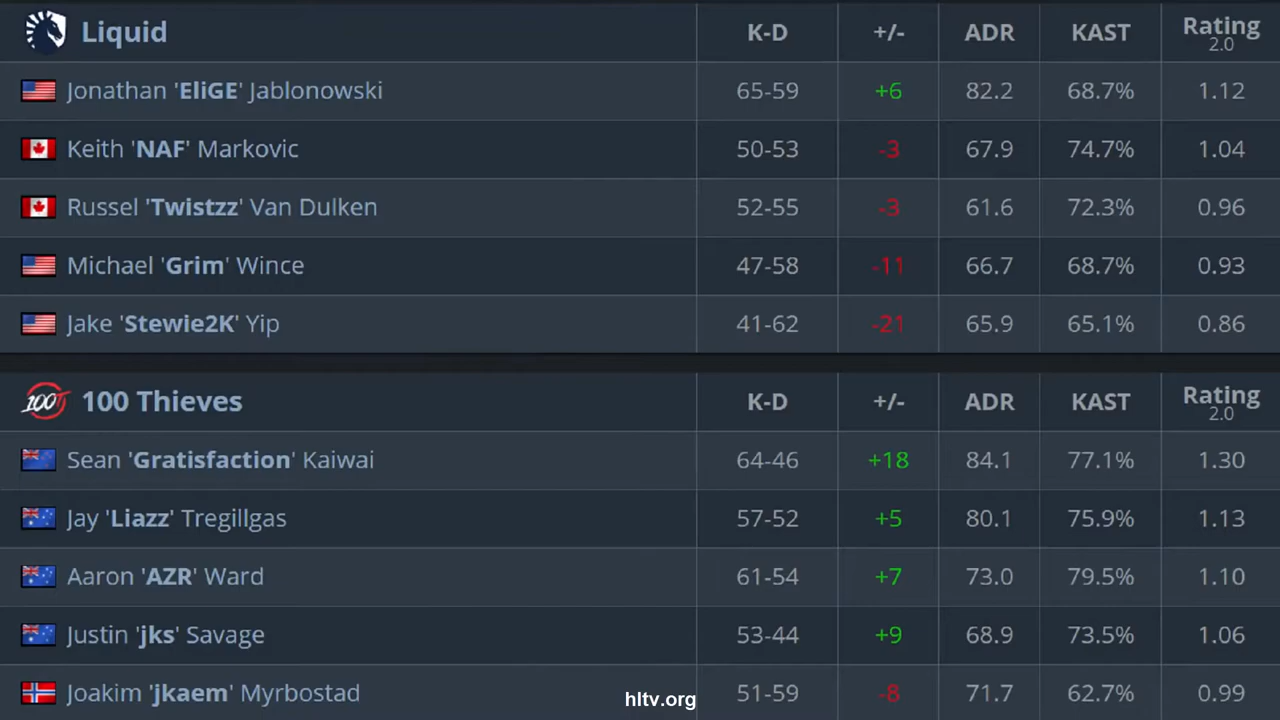 Liquid K-D +/- ADR KAST Rating 2.0
Jonathan 'EliGE' Jablonowski 65-59 +6 82.2 68.7% 1.12
Keith 'NAF' Markovic 50-53 -3 67.9 74.7% 1.04
Russel 'Twistzz' Van Dulken 52-55 -3 61.6 72.3% 0.96
Michael 'Grim' Wince 47-58 -11 66.7 68.7% 0.93
Jake 'Stewie2K' Yip 41-62 -21 65.9 65.1% 0.86
100T 100 Thieves K-D +/- ADR KAST Rating 2.0
Sean 'Gratisfaction' Kaiwai 64-46 +18 84.1 77.1% 1.30
Jay 'Liazz' Tregillgas 57-52 +5 80.1 75.9% 1.13
Aaron 'AZR' Ward 61-54 +7 73.0 79.5% 1.10
Justin 'jks' Savage 53-44 +9 68.9 73.5% 1.06
Joakim 'jkaem' Myrbostad 51-59 -8 71.7 62.7% 0.99
hltv.org